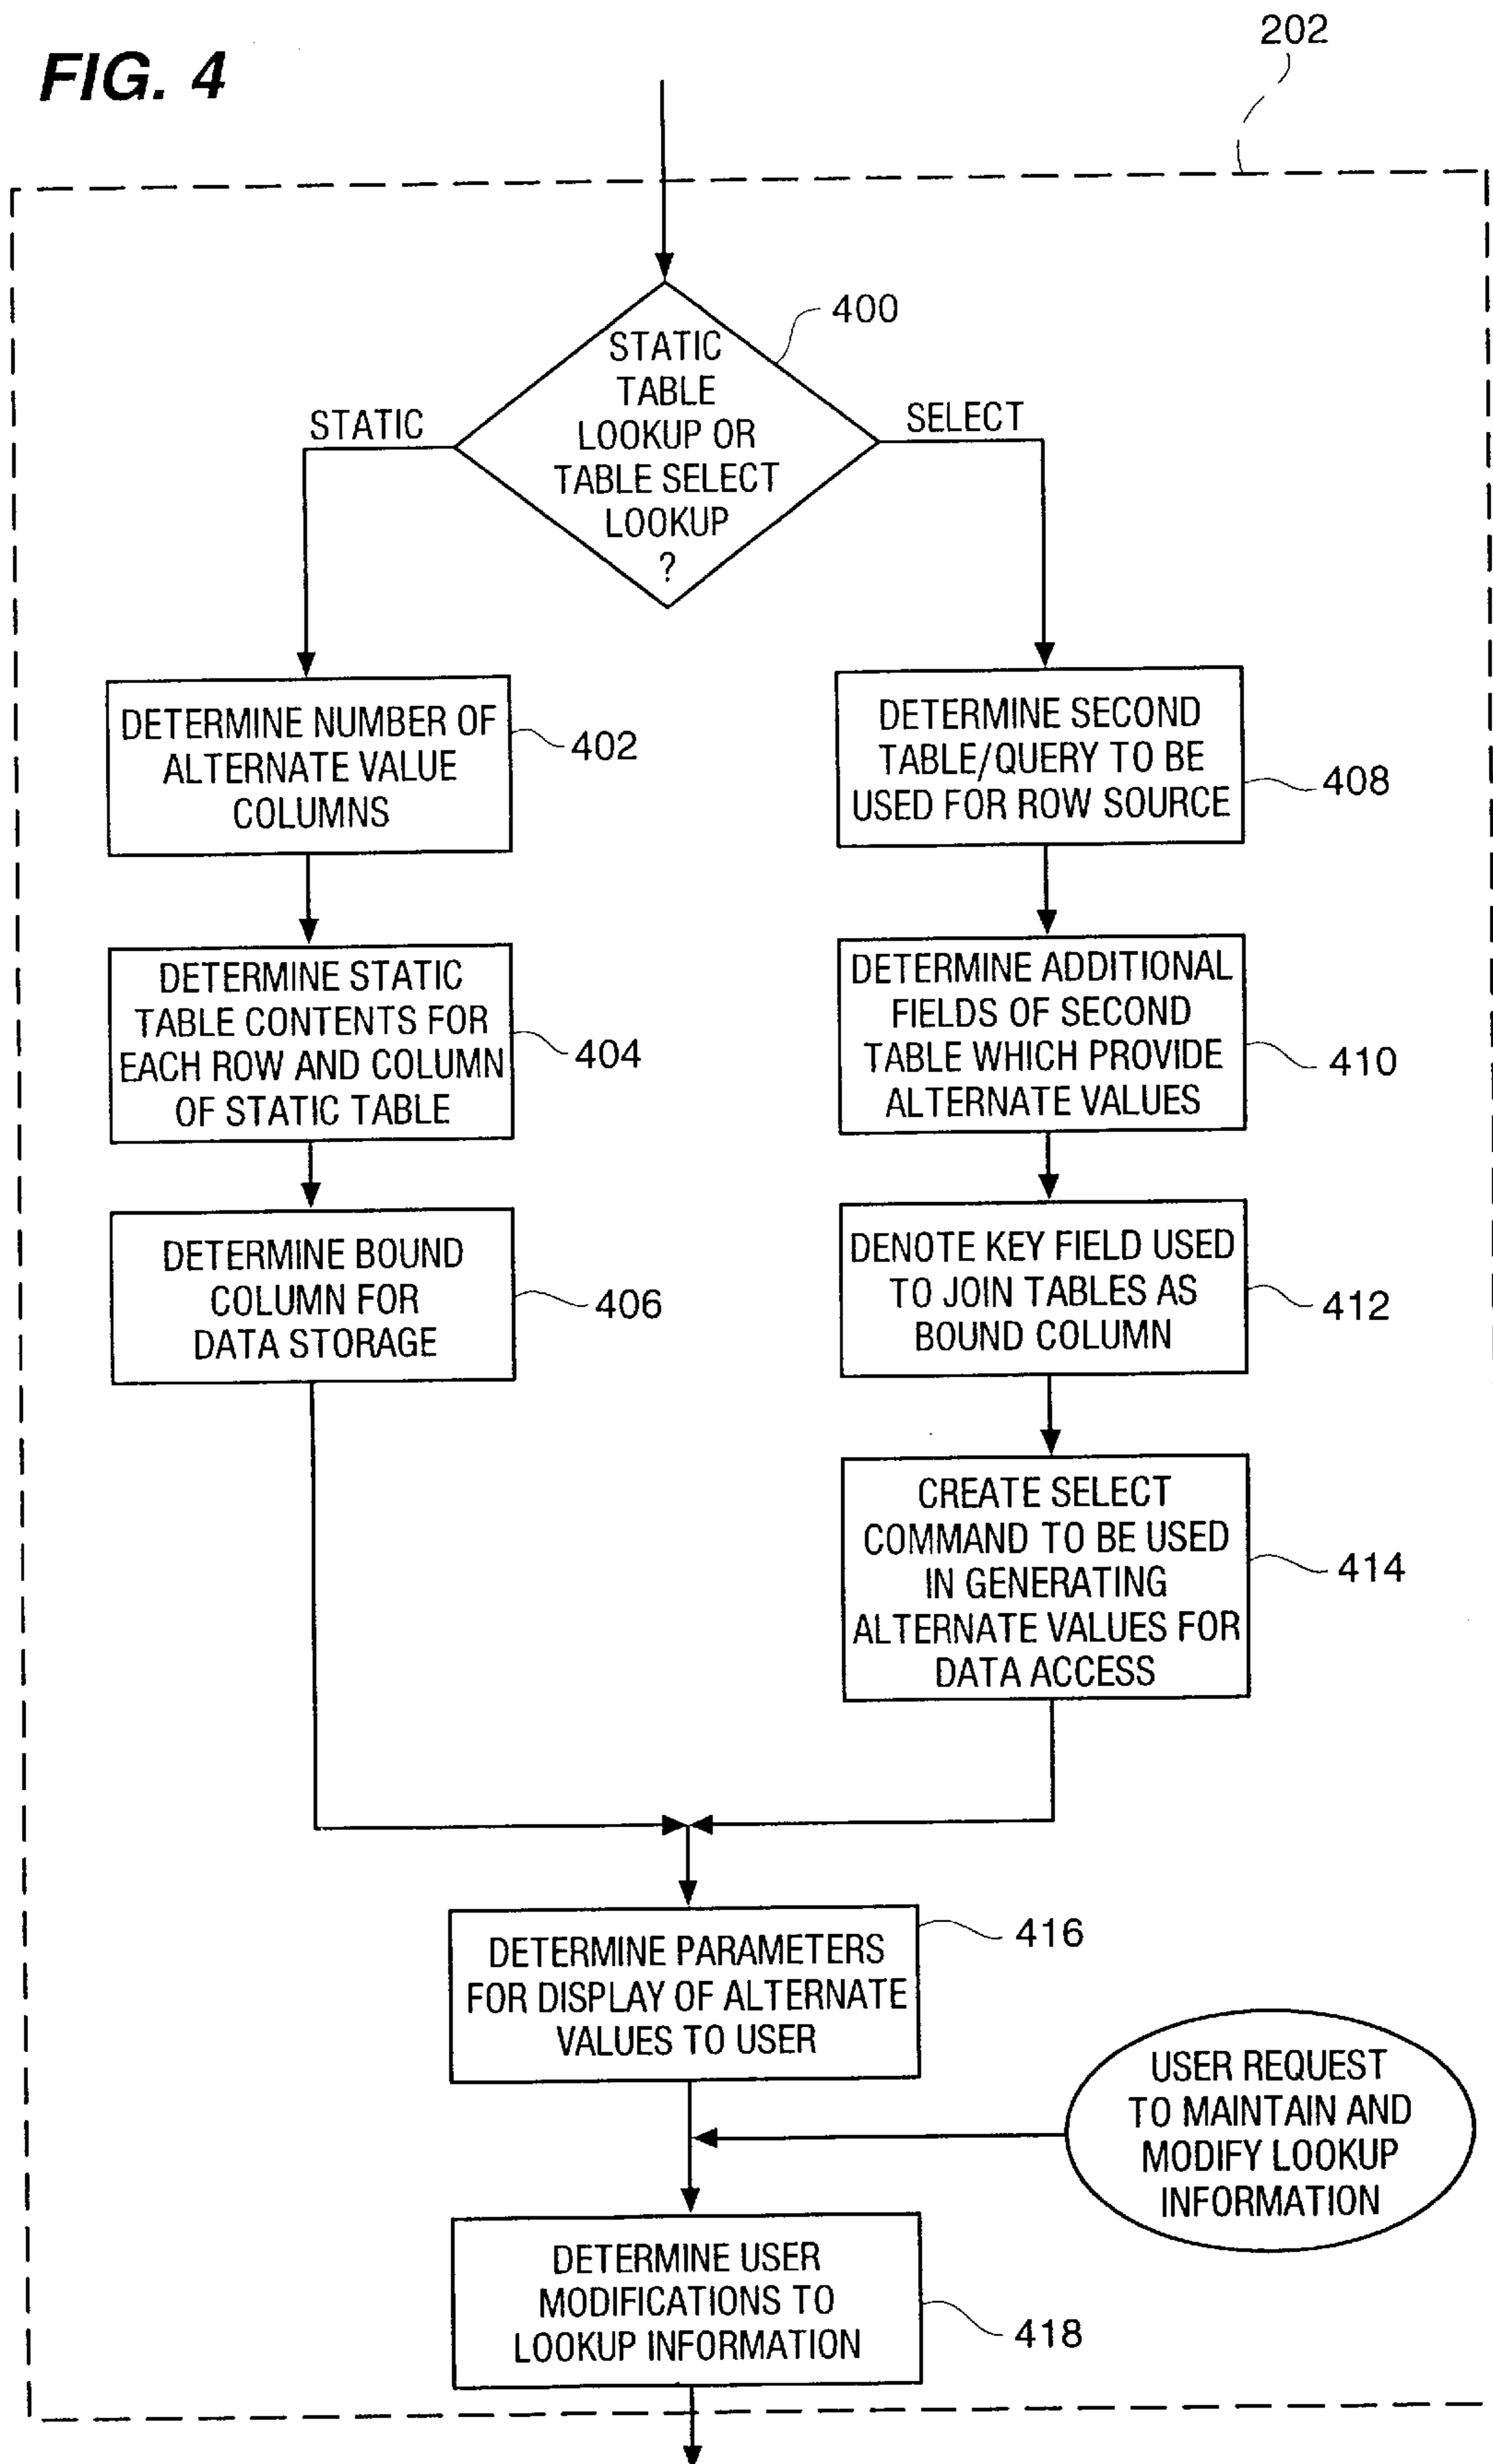 FIG. 4
202
400
STATIC
TABLE
LOOKUP OR
TABLE SELECT
LOOKUP
?
STATIC
SELECT
DETERMINE NUMBER OF
ALTERNATE VALUE
COLUMNS
402
DETERMINE STATIC
TABLE CONTENTS FOR
EACH ROW AND COLUMN
OF STATIC TABLE
404
DETERMINE BOUND
COLUMN FOR
DATA STORAGE
406
DETERMINE SECOND
TABLE/QUERY TO BE
USED FOR ROW SOURCE
408
DETERMINE ADDITIONAL
FIELDS OF SECOND
TABLE WHICH PROVIDE
ALTERNATE VALUES
410
DENOTE KEY FIELD USED
TO JOIN TABLES AS
BOUND COLUMN
412
CREATE SELECT
COMMAND TO BE USED
IN GENERATING
ALTERNATE VALUES FOR
DATA ACCESS
414
DETERMINE PARAMETERS
FOR DISPLAY OF ALTERNATE
VALUES TO USER
416
USER REQUEST
TO MAINTAIN AND
MODIFY LOOKUP
INFORMATION
DETERMINE USER
MODIFICATIONS TO
LOOKUP INFORMATION
418